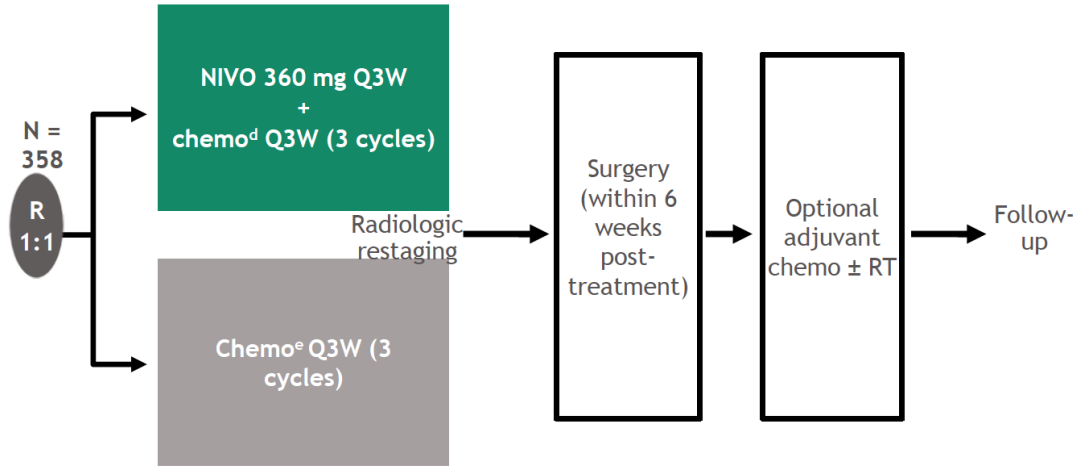 N =
358
R
1:1
NIVO 360 mg Q3W
+
chemoᵈ Q3W (3 cycles)
Chemoᵉ Q3W (3
cycles)
Radiologic
restaging
Surgery
(within 6
weeks
post-
treatment)
Optional
adjuvant
chemo ± RT
Follow-
up